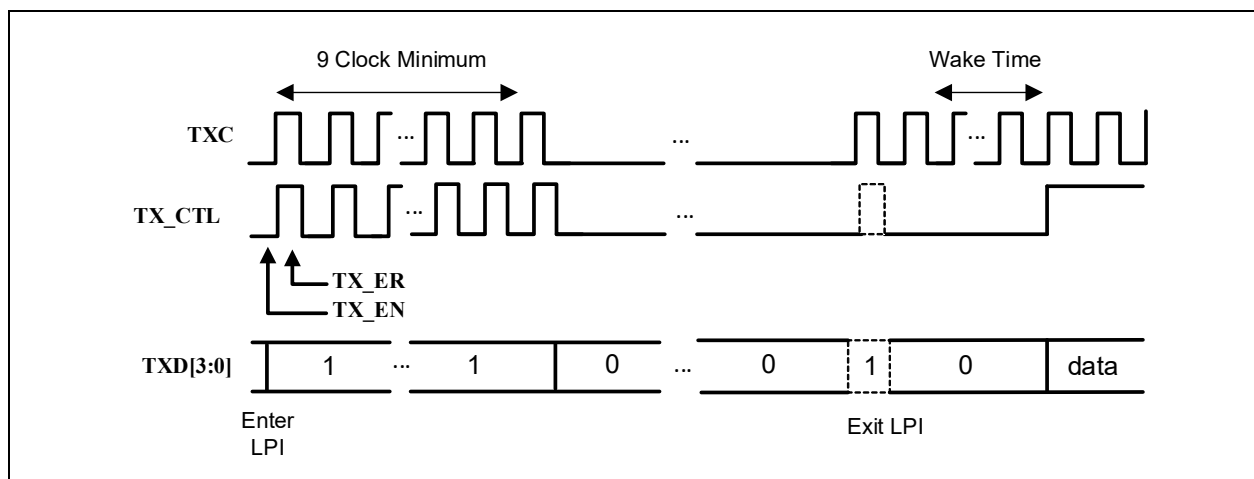 9 Clock Minimum Wake Time
TXC ... ... ...
TX_CTL ... ...
TX_ER
TX_EN
TXD[3:0] 1 ... 1 0 ... 0 1 0 data
Enter Exit LPI
LPI